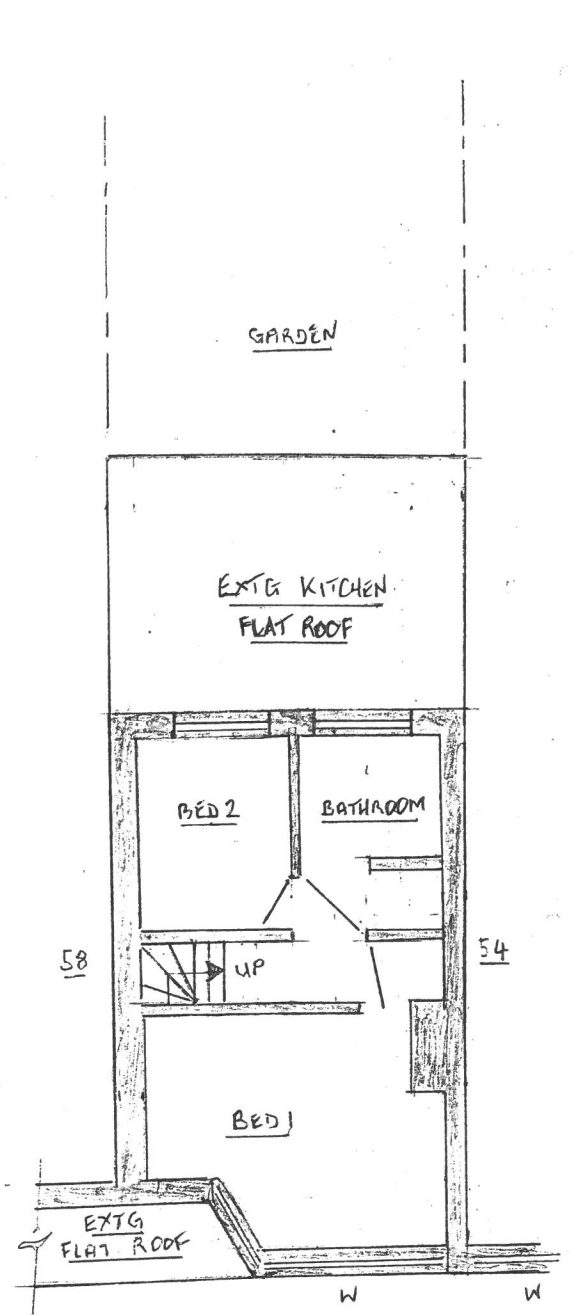 GARDEN
EXTG KITCHEN
FLAT ROOF
BED 2
BATHROOM
58
54
UP
BED 1
EXTG
FLAT ROOF
W
W